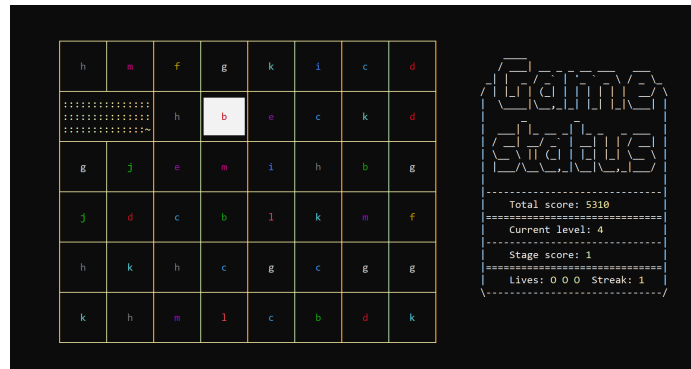 h m f g k i c d
:::::::::::::::
::::::::::::::: h b e c k d
::::::::::::::~
g j e m i h b g
j d c b l k m f
h k h c g c g g
k h m l c b d k
Game
status
Total score: 5310
Current level: 4
Stage score: 1
Lives: O O O Streak: 1